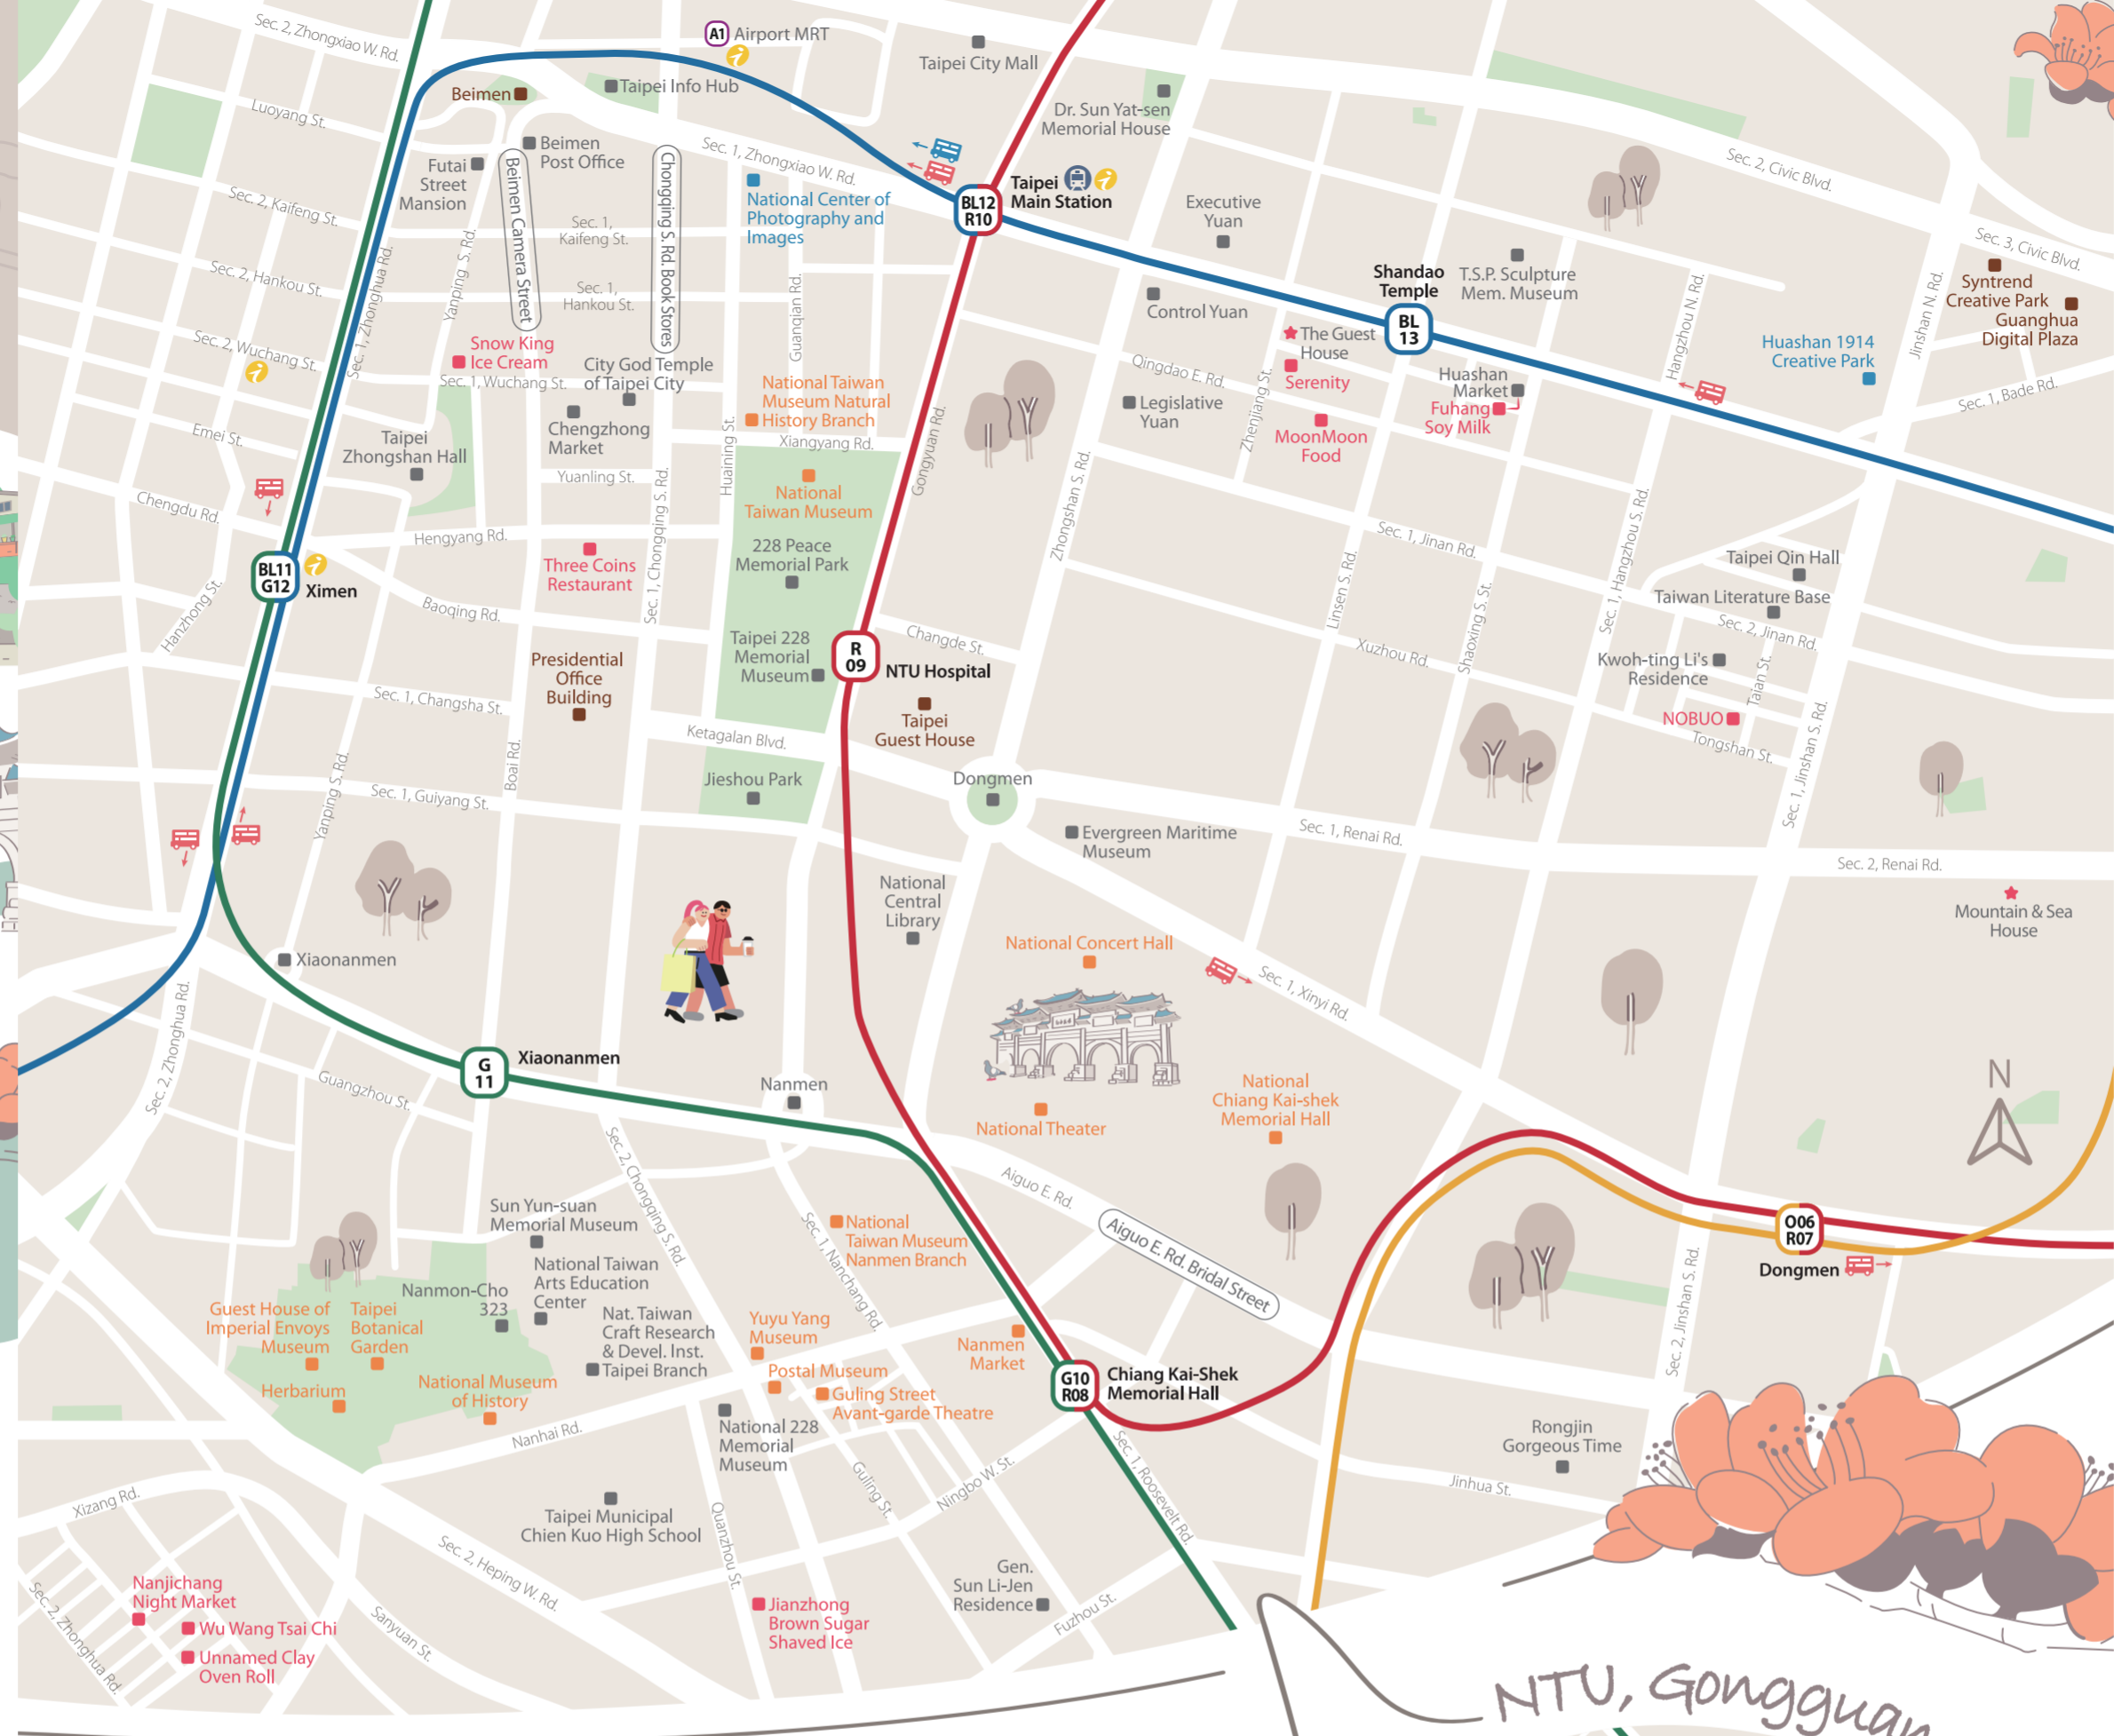 Sec. 2, Zhongxiao W. Rd.
A1 Airport MRT
Taipei City Mall
Taipei Info Hub
Beimen
Luoyang St.
Dr. Sun Yat-sen
Memorial House
Beimen
Post Office
Sec. 1, Zhongxiao W. Rd.
Sec. 2, Civic Blvd.
Futai
Street
Mansion
Beimen Camera Street
Chongqing S. Rd. Book Stores
National Center of
Photography and
Images
BL12
R10
Taipei
Main Station
Executive
Yuan
Sec. 2, Kaifeng St.
Sec. 1,
Kaifeng St.
Sec. 3, Civic Blvd.
Sec. 2, Hankou St.
Sec. 1,
Hankou St.
Sec. 1, Zhonghua Rd.
Yanping S. Rd.
Guanqian Rd.
Control Yuan
Shandao
Temple
BL
13
T.S.P. Sculpture
Mem. Museum
Hangzhou N. Rd.
Jinshan N. Rd.
Syntrend
Creative Park
Guanghua
Digital Plaza
Sec. 2, Wuchang St.
Snow King
Ice Cream
Sec. 1, Wuchang St.
City God Temple
of Taipei City
The Guest
House
Serenity
Qingdao E. Rd.
Huashan
Market
Fuhang
Soy Milk
Huashan 1914
Creative Park
Sec. 1, Bade Rd.
National Taiwan
Museum Natural
History Branch
Legislative
Yuan
Zhenjiang St.
MoonMoon
Food
Emei St.
Taipei
Zhongshan Hall
Chengzhong
Market
Xiangyang Rd.
Huaining St.
Gongyuan Rd.
Yuanling St.
Chengdu Rd.
National
Taiwan Museum
Zhongshan S. Rd.
Sec. 1, Jinan Rd.
Hengyang Rd.
Three Coins
Restaurant
228 Peace
Memorial Park
Sec. 1, Chongqing S. Rd.
Linsen S. Rd.
Shaoxing S. St.
Sec. 1, Hangzhou S. Rd.
Taipei Qin Hall
Taiwan Literature Base
BL11
G12
Ximen
Hanzhong St.
Baoqing Rd.
Taipei 228
Memorial
Museum
R
09
NTU Hospital
Changde St.
Xuzhou Rd.
Sec. 2, Jinan Rd.
Kwoh-ting Li's
Residence
Taian St.
Presidential
Office
Building
Sec. 1, Changsha St.
Taipei
Guest House
NOBUO
Tongshan St.
Ketagalan Blvd.
Sec. 1, Jinshan S. Rd.
Boai Rd.
Yanping S. Rd.
Jieshou Park
Dongmen
Sec. 1, Guiyang St.
Evergreen Maritime
Museum
Sec. 1, Renai Rd.
Sec. 2, Renai Rd.
National
Central
Library
Mountain & Sea
House
National Concert Hall
Xiaonanmen
Sec. 1, Xinyi Rd.
Sec. 2, Zhonghua Rd.
G
11
Xiaonanmen
Guangzhou St.
Nanmen
National Theater
National
Chiang Kai-shek
Memorial Hall
N
Aiguo E. Rd.
Aiguo E. Rd. Bridal Street
Sec. 2, Chongqing S. Rd.
Sun Yun-suan
Memorial Museum
National
Taiwan Museum
Nanmen Branch
Sec. 1, Nanchang Rd.
O06
R07
Dongmen
Sec. 2, Jinshan S. Rd.
Nanmon-Cho
323
National Taiwan
Arts Education
Center
Guest House of
Imperial Envoys
Museum
Taipei
Botanical
Garden
Nat. Taiwan
Craft Research
& Devel. Inst.
Taipei Branch
Yuyu Yang
Museum
Nanmen
Market
Herbarium
National Museum
of History
Postal Museum
Guling Street
Avant-garde Theatre
G10
R08
Chiang Kai-Shek
Memorial Hall
Nanhai Rd.
National 228
Memorial
Museum
Rongjin
Gorgeous Time
Guling St.
Ningbo W. St.
Sec. 1, Roosevelt Rd.
Jinhua St.
Xizang Rd.
Taipei Municipal
Chien Kuo High School
Quanzhou St.
Sec. 2, Heping W. Rd.
Gen.
Sun Li-Jen
Residence
Fuzhou St.
Nanjichang
Night Market
Wu Wang Tsai Chi
Unnamed Clay
Oven Roll
Sec. 2, Zhonghua Rd.
Sanyuan St.
Jianzhong
Brown Sugar
Shaved Ice
NTU, Gongguan